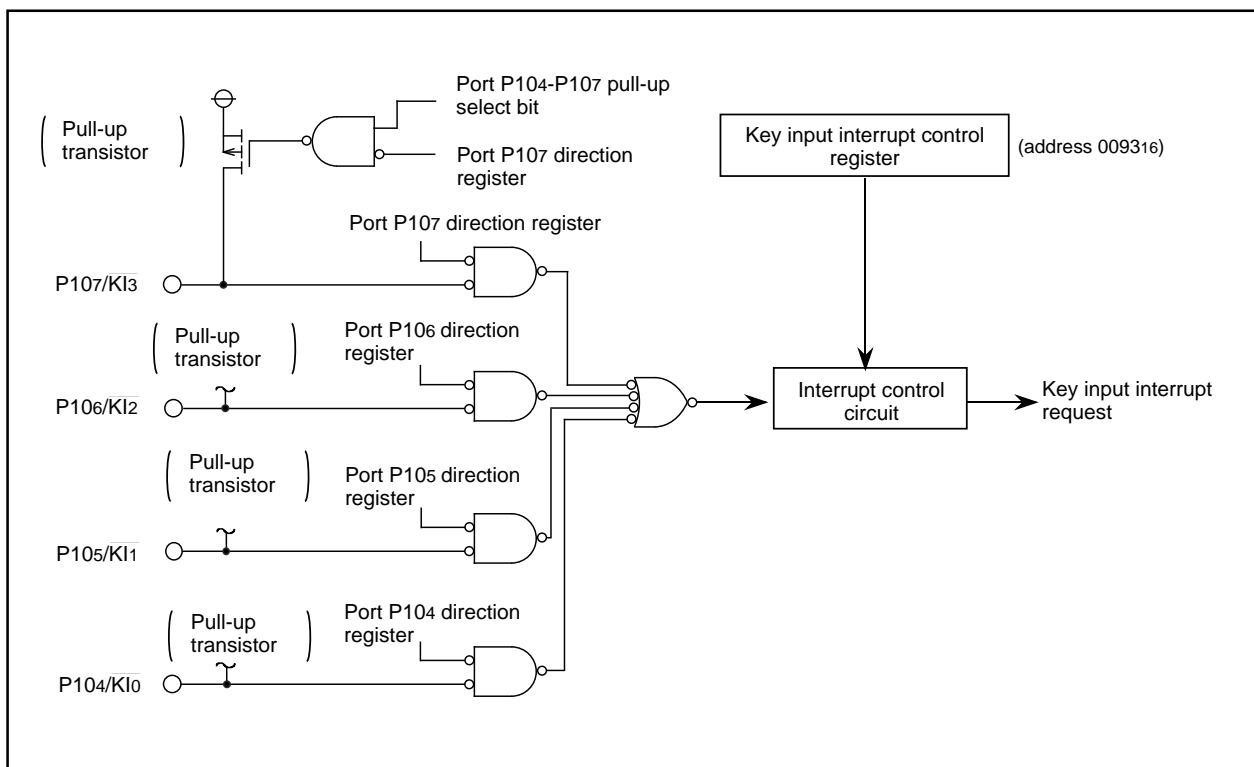 Port P104-P107 pull-up
select bit
( Pull-up
transistor )
Port P107 direction
register
Key input interrupt control
register
(address 009316)
Port P107 direction register
P107/KI3
( Pull-up
transistor )
Port P106 direction
register
P106/KI2
Interrupt control
circuit
Key input interrupt
request
( Pull-up
transistor )
Port P105 direction
register
P105/KI1
( Pull-up
transistor )
Port P104 direction
register
P104/KI0